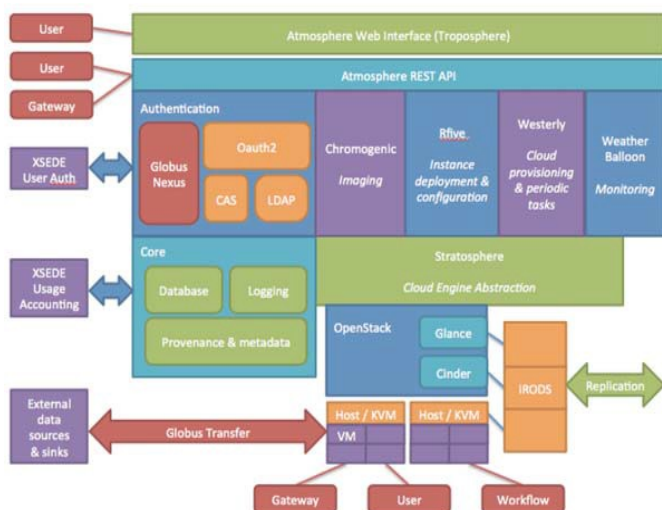 User
Atmosphere Web Interface (Troposphere)
User
Atmosphere REST API
Gateway
Authentication
Globus
Nexus
Oauth2
CAS
LDAP
Chromogenic
Imaging
Rfive
Instance
deployment &
configuration
Westerly
Cloud
provisioning
& periodic
tasks
Weather
Balloon
Monitoring
XSEDE
User Auth
XSEDE
Usage
Accounting
Core
Database
Logging
Provenance & metadata
Stratosphere
Cloud Engine Abstraction
OpenStack
Glance
Cinder
iRODS
Replication
External
data
sources
& sinks
Globus Transfer
Host / KVM
VM
Host / KVM
Gateway
User
Workflow